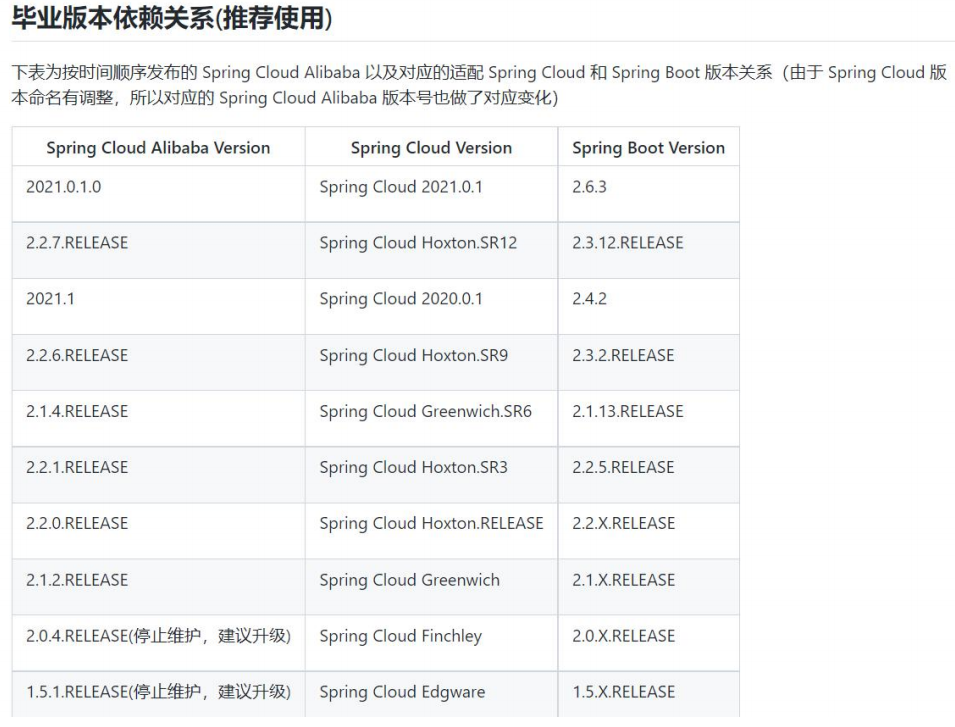 毕业版本依赖关系(推荐使用)
下表为按时间顺序发布的 Spring Cloud Alibaba 以及对应的适配 Spring Cloud 和 Spring Boot 版本关系（由于 Spring Cloud 版
本命名有调整，所以对应的 Spring Cloud Alibaba 版本号也做了对应变化）
Spring Cloud Alibaba Version Spring Cloud Version Spring Boot Version
2021.0.1.0 Spring Cloud 2021.0.1 2.6.3
2.2.7.RELEASE Spring Cloud Hoxton.SR12 2.3.12.RELEASE
2021.1 Spring Cloud 2020.0.1 2.4.2
2.2.6.RELEASE Spring Cloud Hoxton.SR9 2.3.2.RELEASE
2.1.4.RELEASE Spring Cloud Greenwich.SR6 2.1.13.RELEASE
2.2.1.RELEASE Spring Cloud Hoxton.SR3 2.2.5.RELEASE
2.2.0.RELEASE Spring Cloud Hoxton.RELEASE 2.2.X.RELEASE
2.1.2.RELEASE Spring Cloud Greenwich 2.1.X.RELEASE
2.0.4.RELEASE(停止维护，建议升级) Spring Cloud Finchley 2.0.X.RELEASE
1.5.1.RELEASE(停止维护，建议升级) Spring Cloud Edgware 1.5.X.RELEASE